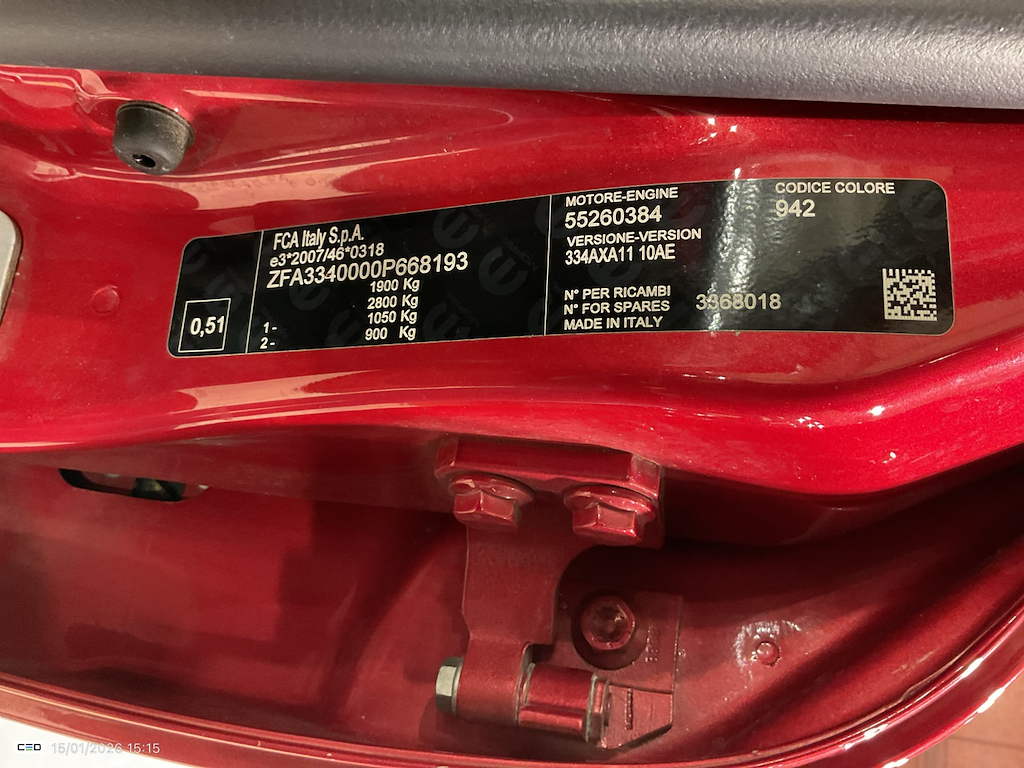 0,51
FCA Italy S.p.A.
e3*2007/46*0318
ZFA3340000P668193
1900 Kg
2800 Kg
1- 1050 Kg
2- 900 Kg
MOTORE-ENGINE
55260384
VERSIONE-VERSION
334AXA11 10AE
N° PER RICAMBI
N° FOR SPARES 3368018
MADE IN ITALY
CODICE COLORE
942
15/01/2026 15:15